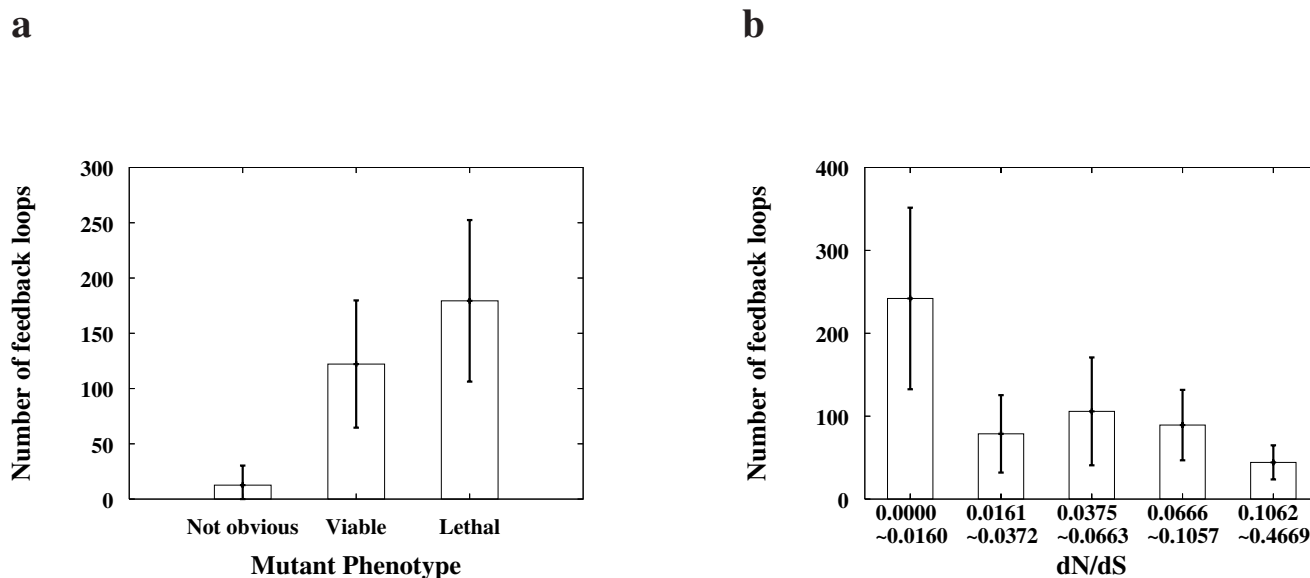 a
Number of feedback loops
300
250
200
150
100
50
0
Not obvious Viable Lethal
Mutant Phenotype
b
Number of feedback loops
400
300
200
100
0
0.0000 0.0161 0.0375 0.0666 0.1062
~0.0160 ~0.0372 ~0.0663 ~0.1057 ~0.4669
dN/dS